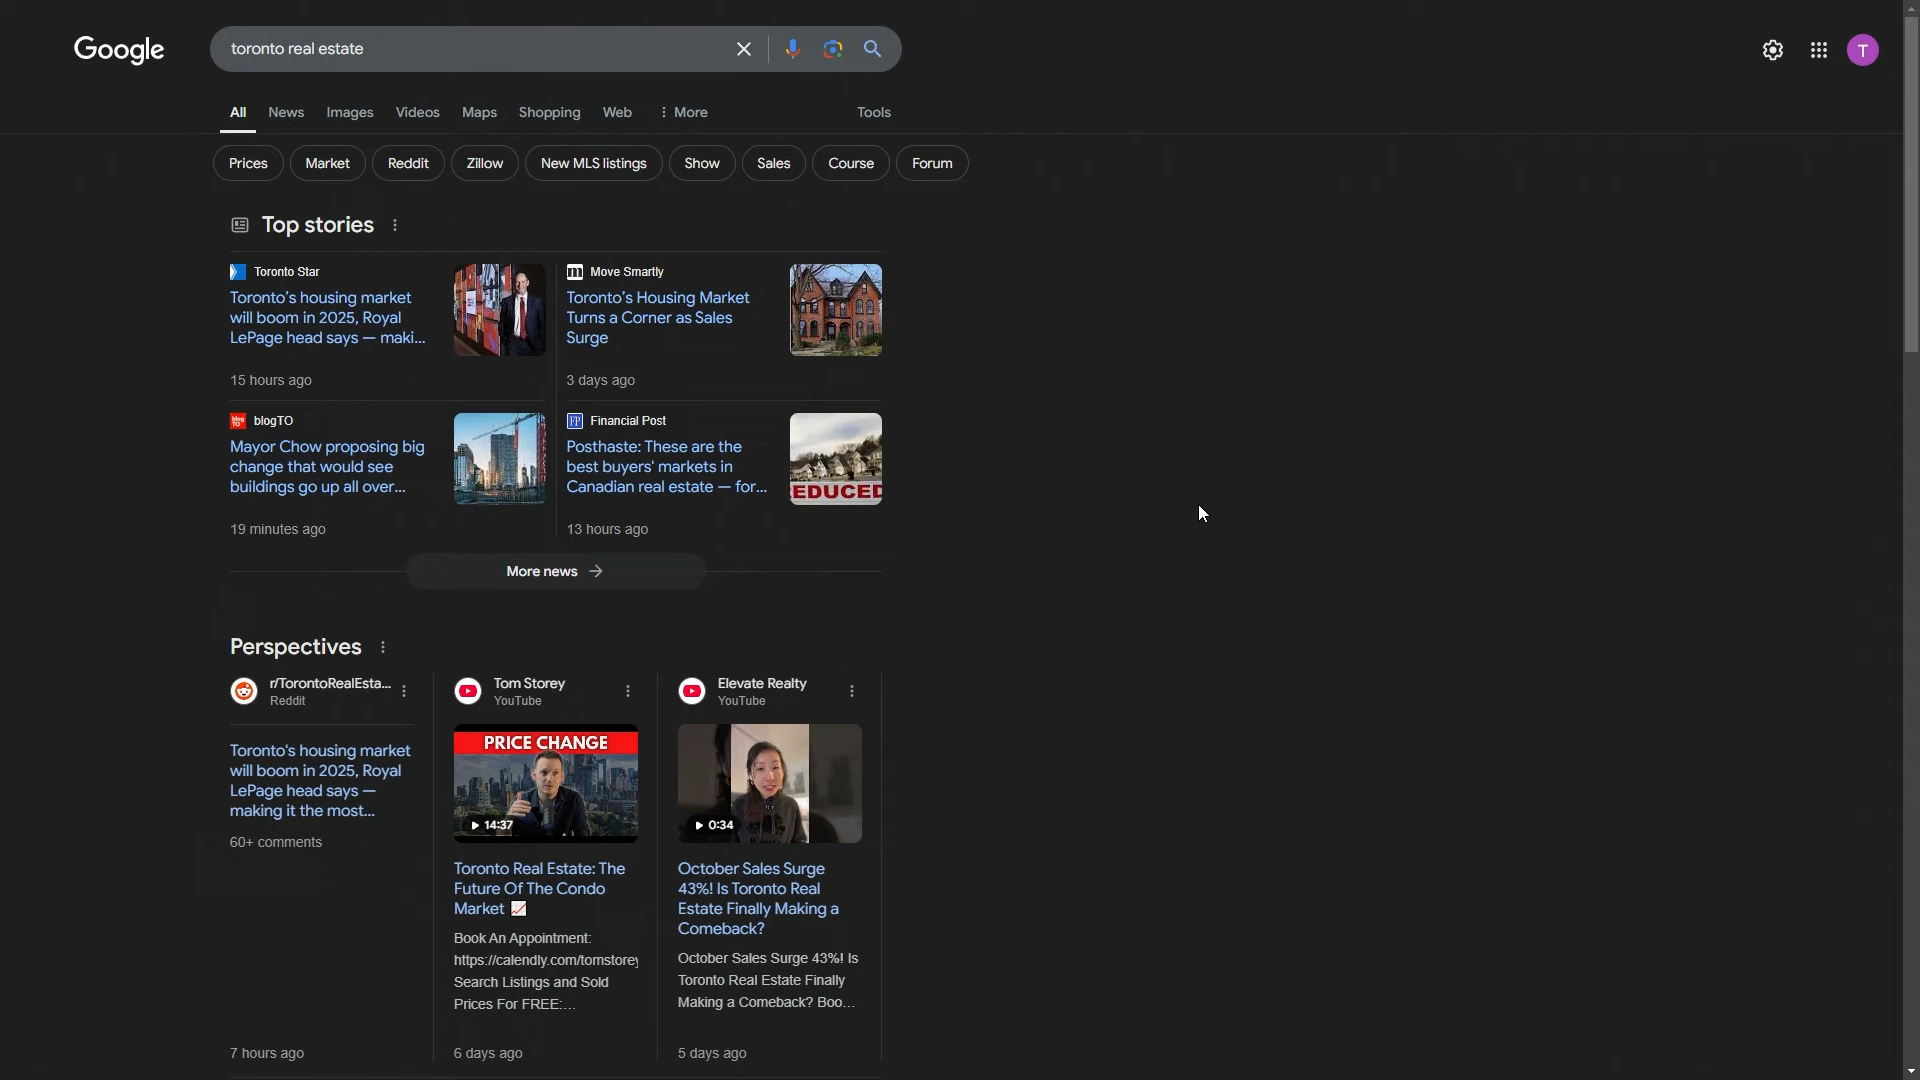 Google
toronto real estate
T
All News Images Videos Maps Shopping Web More Tools
Prices Market Reddit Zillow New MLS listings Show Sales Course Forum
Top stories
Toronto Star
Toronto's housing market
will boom in 2025, Royal
LePage head says — maki...
15 hours ago
Move Smartly
Toronto's Housing Market
Turns a Corner as Sales
Surge
3 days ago
blogTO
Mayor Chow proposing big
change that would see
buildings go up all over...
19 minutes ago
FP Financial Post
Posthaste: These are the
best buyers' markets in
Canadian real estate — for...
EDUCED
13 hours ago
More news
Perspectives
r/TorontoRealEsta...
Reddit
Toronto's housing market
will boom in 2025, Royal
LePage head says —
making it the most...
60+ comments
7 hours ago
Tom Storey
YouTube
PRICE CHANGE
14:37
Toronto Real Estate: The
Future Of The Condo
Market 📈
Book An Appointment:
https://calendly.com/tomstorey
Search Listings and Sold
Prices For FREE:...
6 days ago
Elevate Realty
YouTube
0:34
October Sales Surge
43%! Is Toronto Real
Estate Finally Making a
Comeback?
October Sales Surge 43%! Is
Toronto Real Estate Finally
Making a Comeback? Boo...
5 days ago